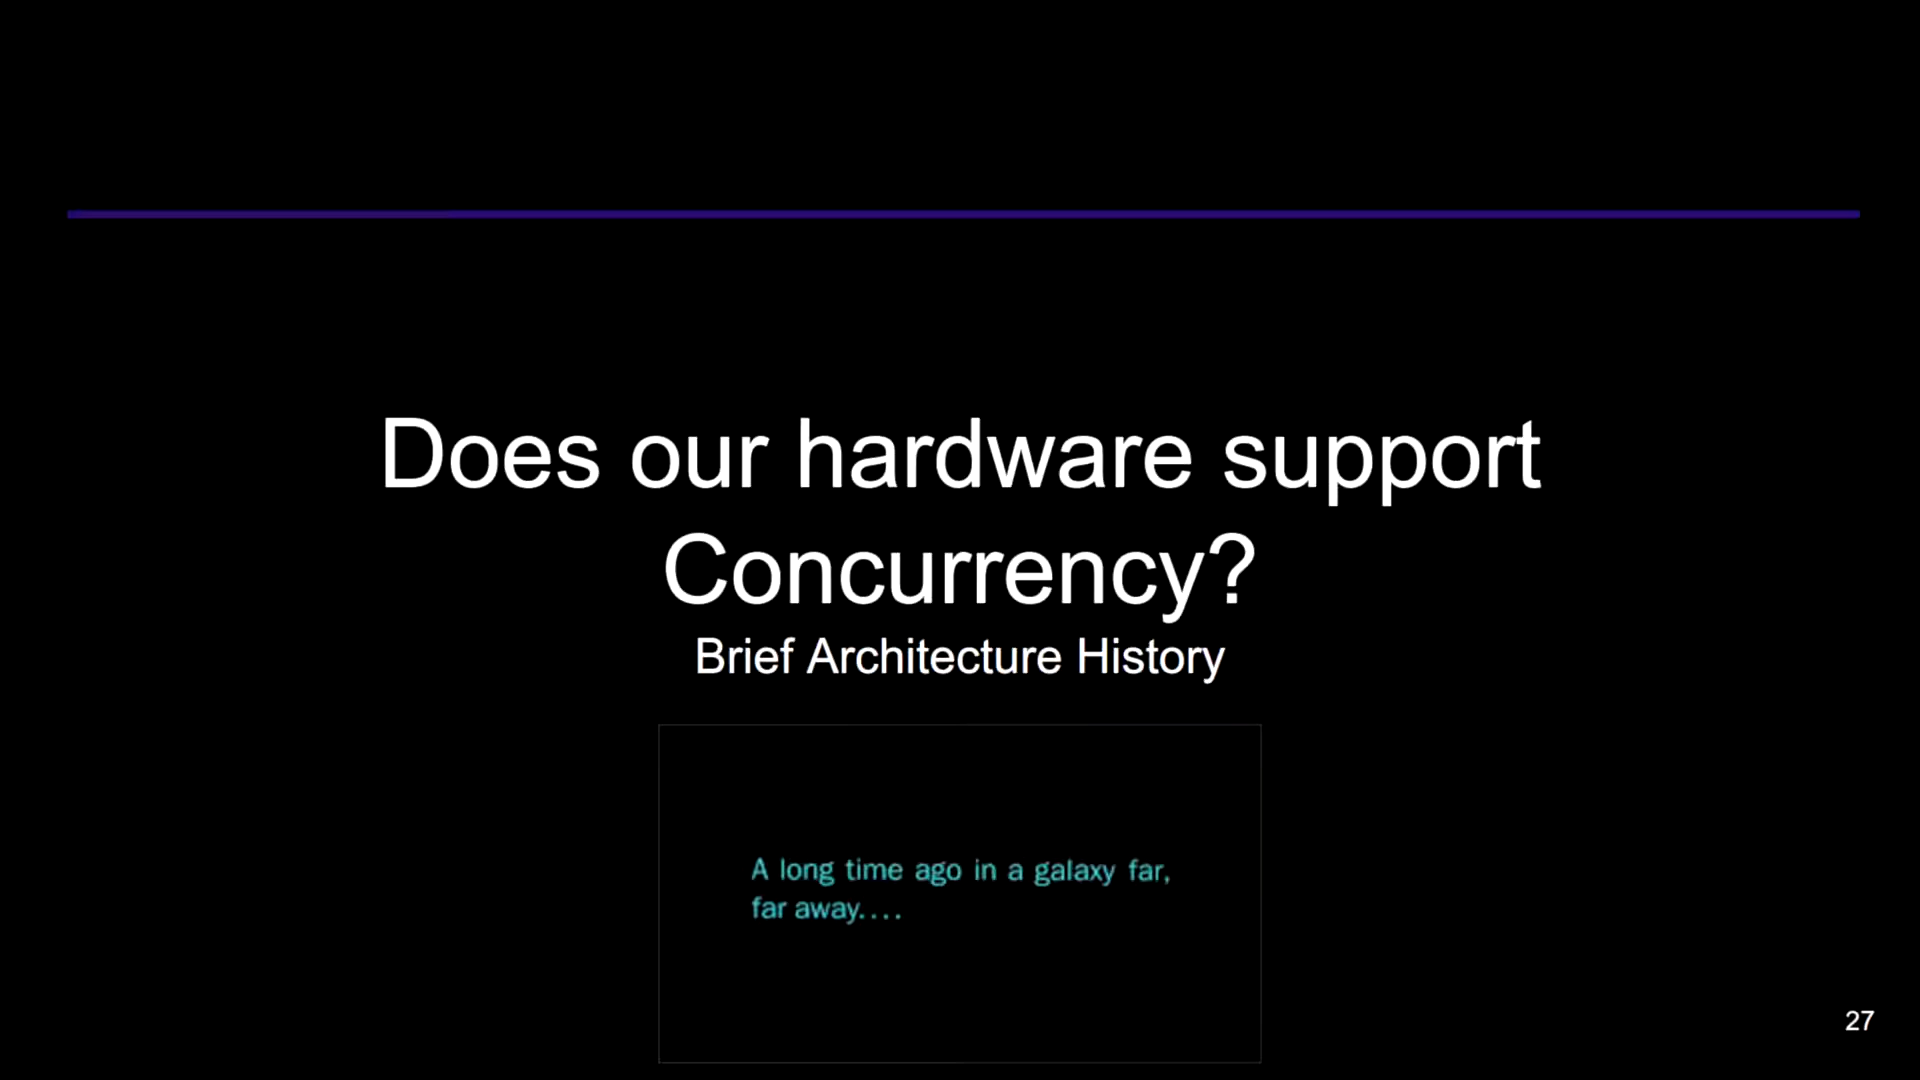 Does our hardware support
Concurrency?
Brief Architecture History
A long time ago in a galaxy far,
far away....
27